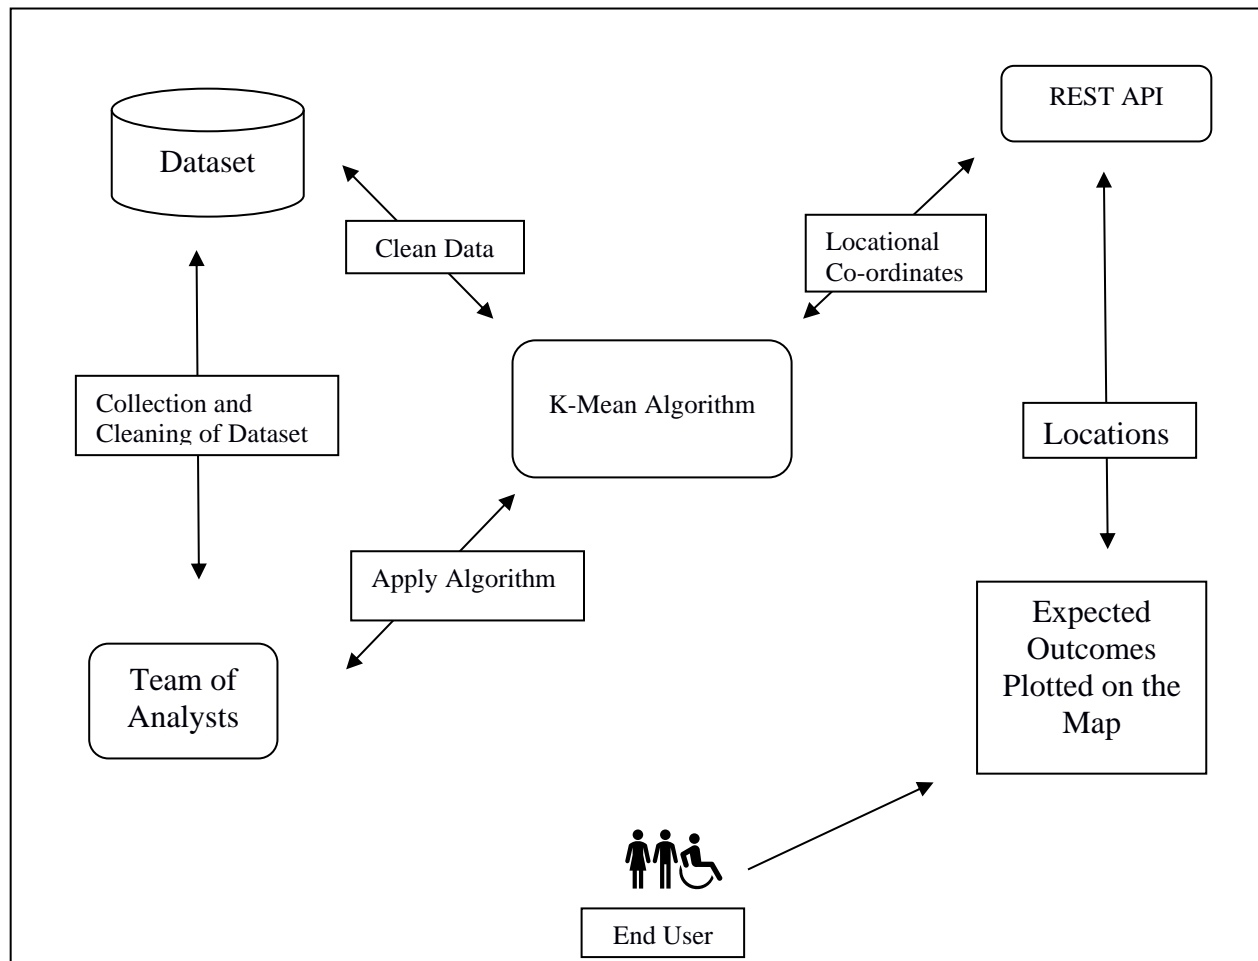 REST API
Dataset
Clean Data
Locational
Co-ordinates
K-Mean Algorithm
Collection and
Cleaning of Dataset
Locations
Apply Algorithm
Expected
Outcomes
Plotted on the
Map
Team of
Analysts
End User